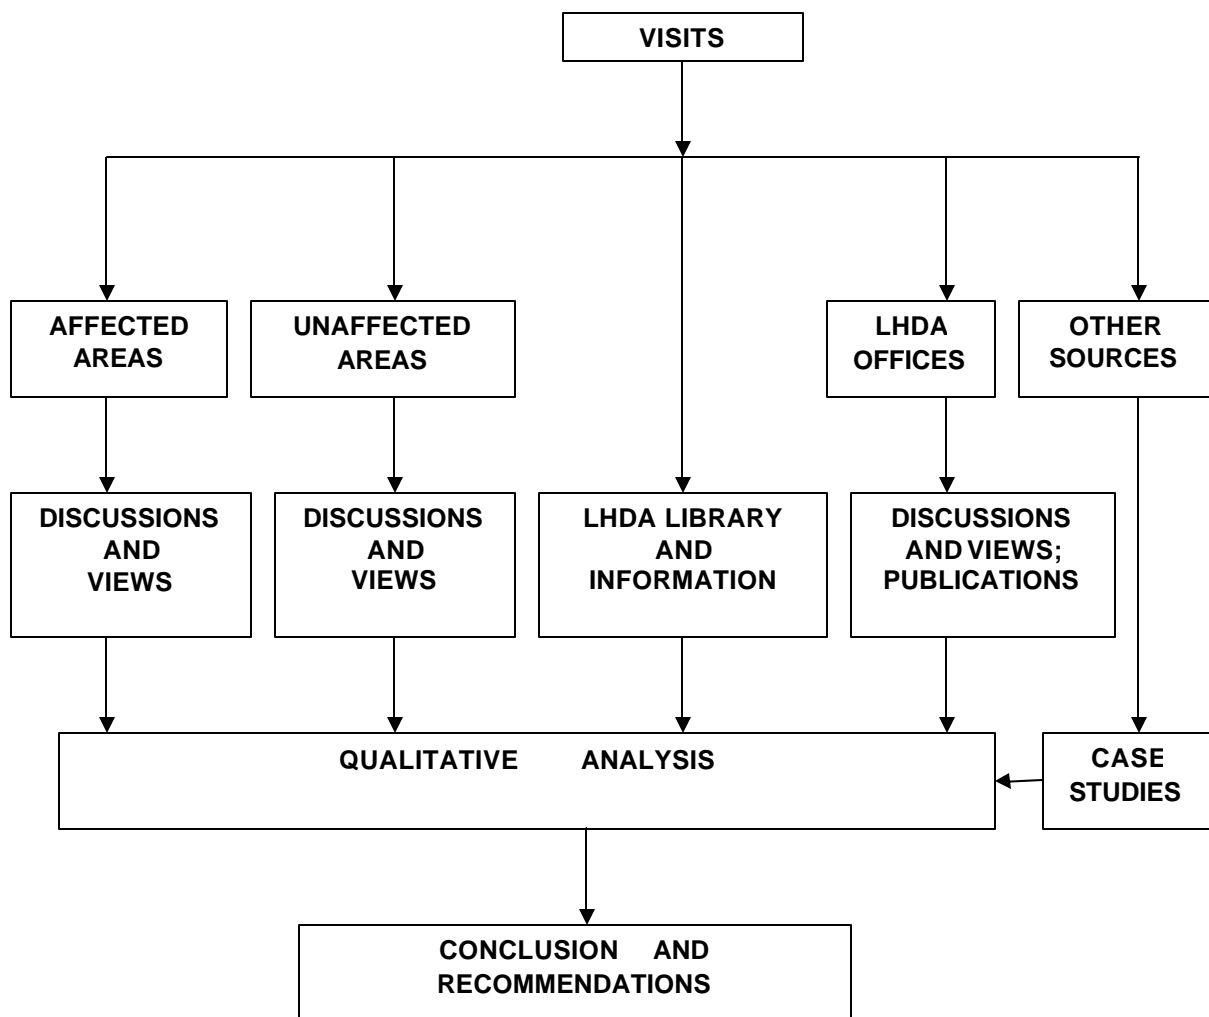 VISITS
AFFECTED
AREAS
UNAFFECTED
AREAS
LHDA
OFFICES
OTHER
SOURCES
DISCUSSIONS
AND
VIEWS
DISCUSSIONS
AND
VIEWS
LHDA LIBRARY
AND
INFORMATION
DISCUSSIONS
AND VIEWS;
PUBLICATIONS
QUALITATIVE ANALYSIS
CASE
STUDIES
CONCLUSION AND
RECOMMENDATIONS